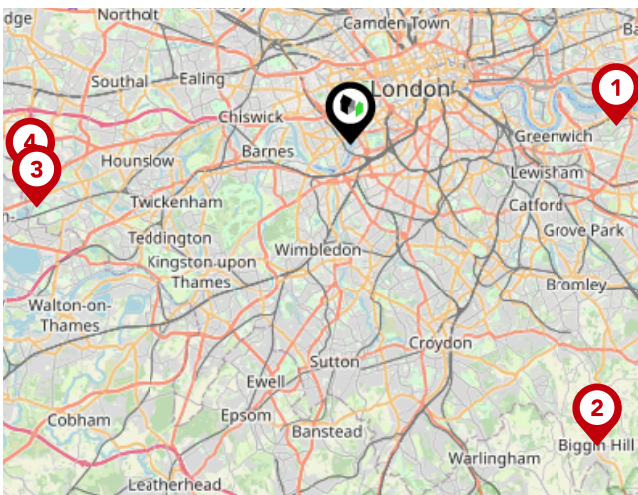 dge
Northolt
Camden Town
Ba
Southal
Ealing
London
1
Chiswick
Greenwich
4
Hounslow
Barnes
3
Lewisham
Twickenham
Catford
n-
Teddington
Grove Park
Wimbledon
Kingston upon
Thames
Bromley
Walton-on-
Thames
Croydon
Sutton
Ewell
2
Epsom
Cobham
Banstead
Biggin Hill
Warlingham
Leatherhead